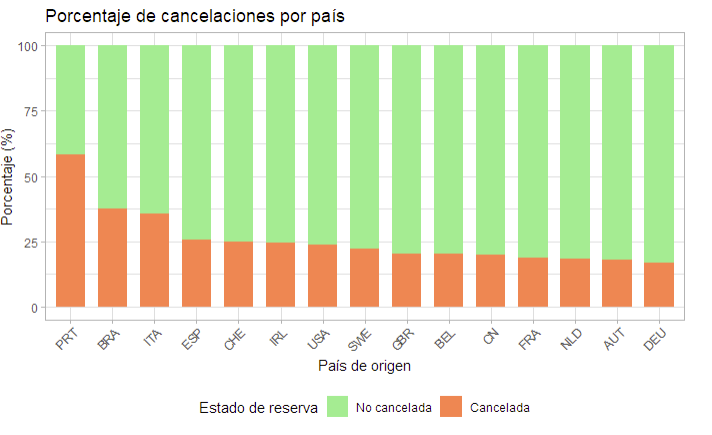 Porcentaje de cancelaciones por país
Porcentaje (%)
100
75
50
25
0
PRT BRA ITA ESP CHE IRL USA SWE GBR BEL CN FRA NLD AUT DEU
País de origen
Estado de reserva No cancelada Cancelada